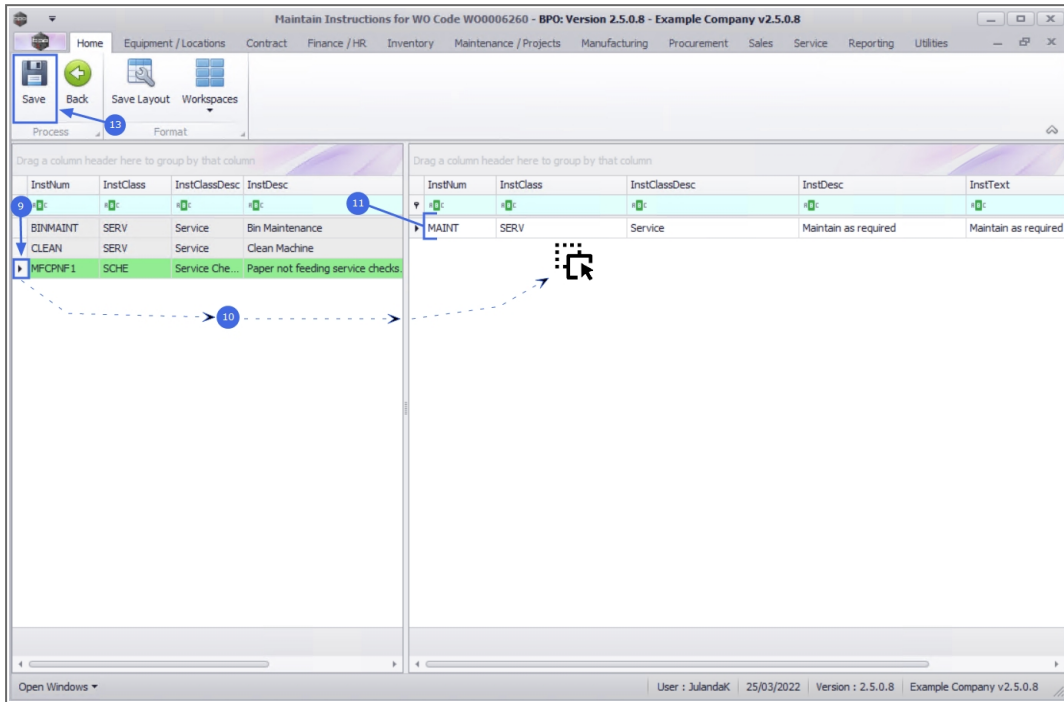 Maintain Instructions for WO Code WO0006260 - BPO: Version 2.5.0.8 - Example Company v2.5.0.8
Home Equipment / Locations Contract Finance / HR Inventory Maintenance / Projects Manufacturing Procurement Sales Service Reporting Utilities
Save Back Save Layout Workspaces
13
Process Format
Drag a column header here to group by that column Drag a column header here to group by that column
InstNum InstClass InstClassDesc InstDesc InstNum InstClass InstClassDesc InstDesc InstText
9 11
BINMAINT SERV Service Bin Maintenance MAINT SERV Service Maintain as required Maintain as required
CLEAN SERV Service Clean Machine
MFCPNF1 SCHE Service Che... Paper not feeding service checks.
10
Open Windows User : JulandaK 25/03/2022 Version : 2.5.0.8 Example Company v2.5.0.8